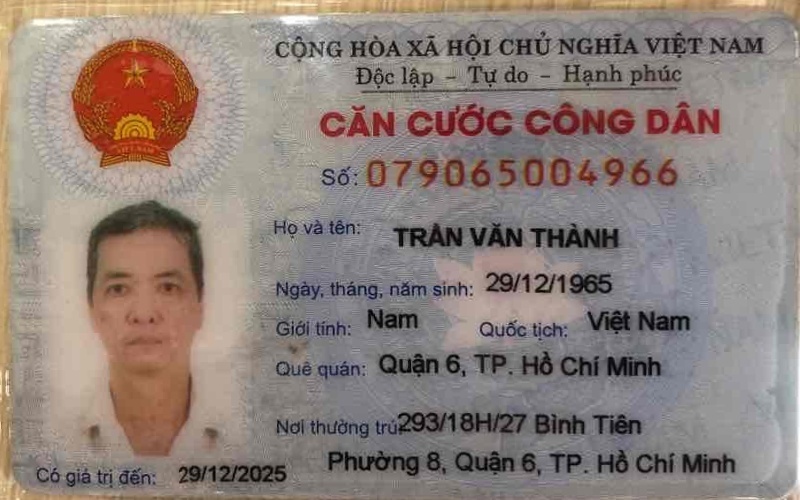 CỘNG HÒA XÃ HỘI CHỦ NGHĨA VIỆT NAM
Độc lập - Tự do - Hạnh phúc
CĂN CƯỚC CÔNG DÂN
Số: 079065004966
Họ và tên: TRẦN VĂN THÀNH
Ngày, tháng, năm sinh: 29/12/1965
Giới tính: Nam Quốc tịch: Việt Nam
Quê quán: Quận 6, TP. Hồ Chí Minh
Nơi thường trú: 293/18H/27 Bình Tiên
Phường 8, Quận 6, TP. Hồ Chí Minh
Có giá trị đến: 29/12/2025